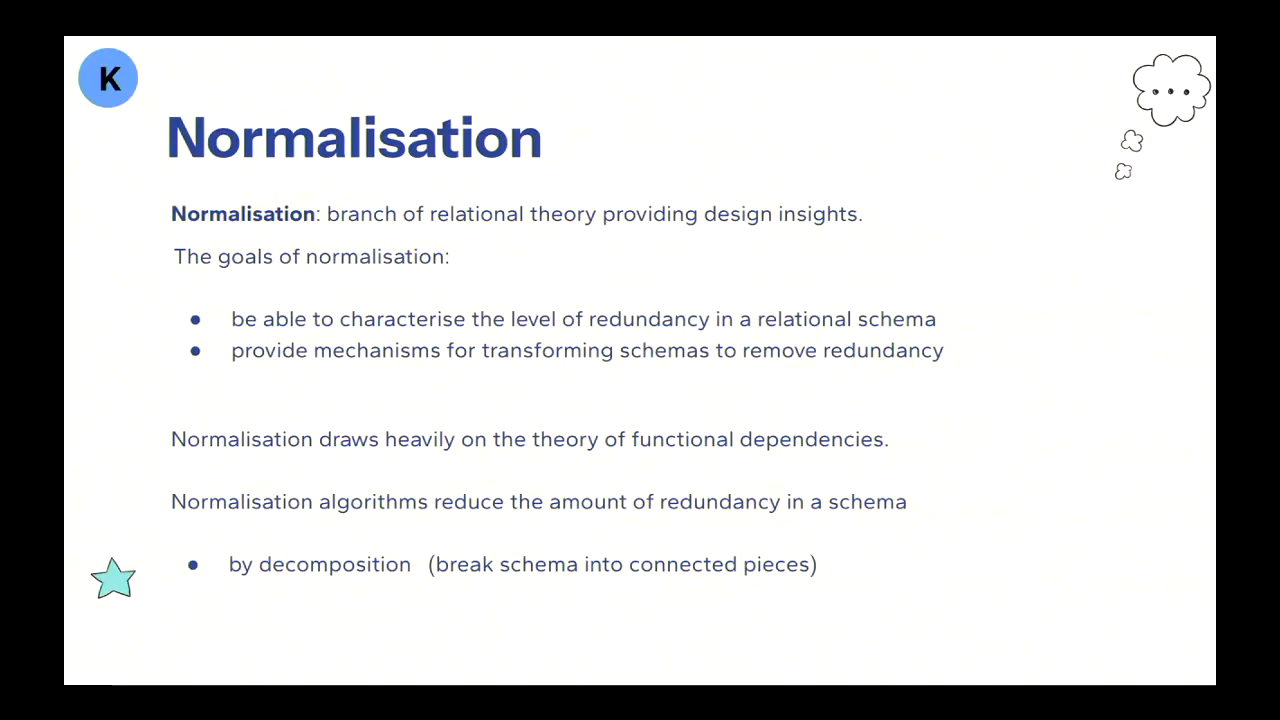 K
Normalisation
Normalisation: branch of relational theory providing design insights.
The goals of normalisation:
● be able to characterise the level of redundancy in a relational schema
● provide mechanisms for transforming schemas to remove redundancy
Normalisation draws heavily on the theory of functional dependencies.
Normalisation algorithms reduce the amount of redundancy in a schema
● by decomposition (break schema into connected pieces)